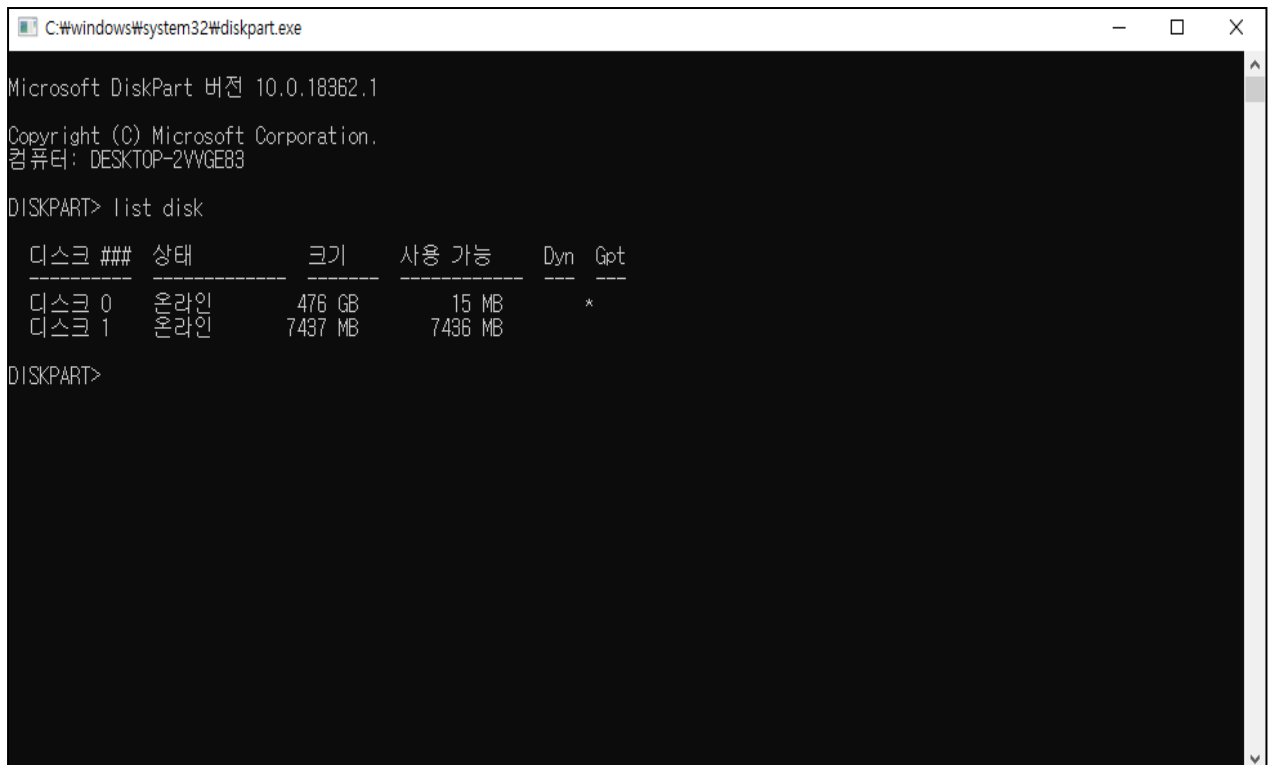 C:₩windows₩system32₩diskpart.exe
Microsoft DiskPart 버전 10.0.18362.1
Copyright (C) Microsoft Corporation.
컴퓨터: DESKTOP-2VVGE83
DISKPART> list disk
디스크 ### 상태 크기 사용 가능 Dyn Gpt
---------- ------------- ------- ------------ --- ---
디스크 0 온라인 476 GB 15 MB *
디스크 1 온라인 7437 MB 7436 MB
DISKPART>